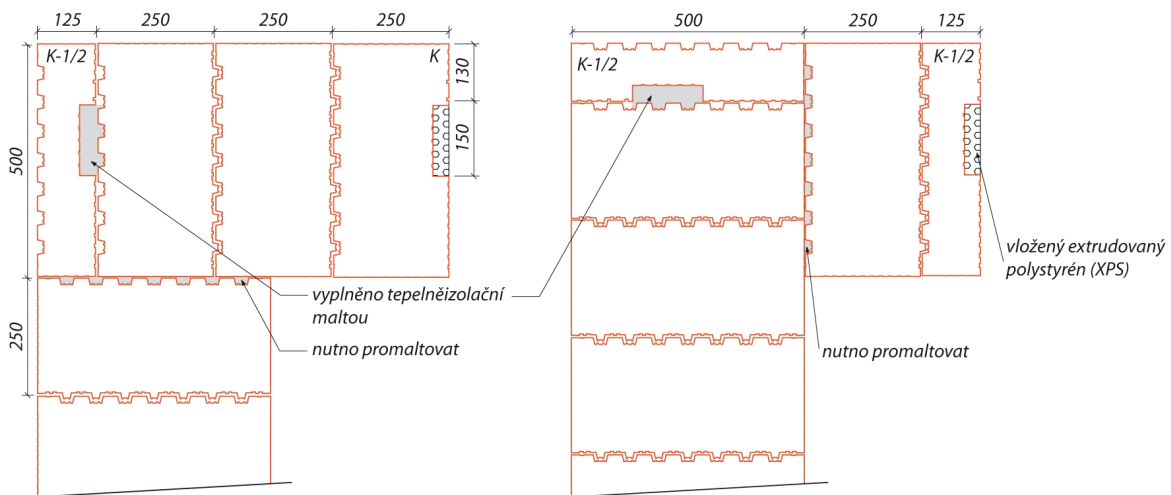 125
250
250
250
K-1/2
K
130
150
500
250
vyplněno tepelněizolační
maltou
nutno promaltovat
500
250
125
K-1/2
K-1/2
vložený extrudovaný
polystyrén (XPS)
nutno promaltovat